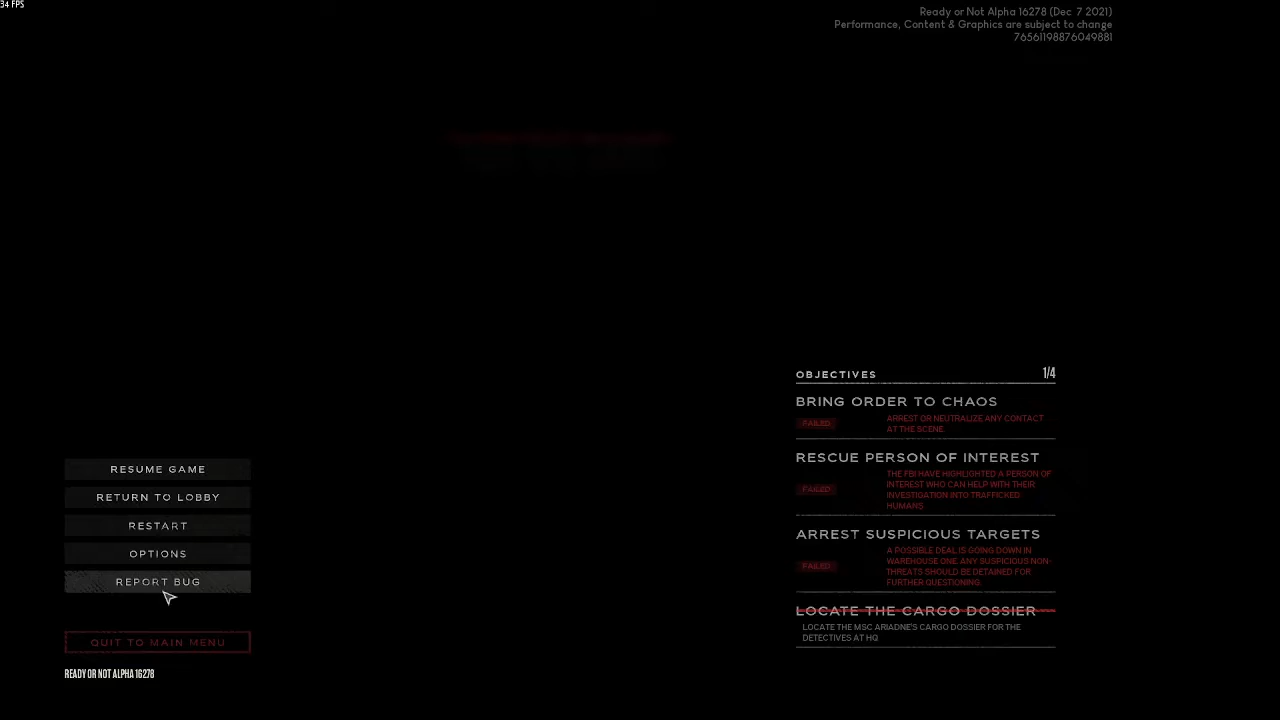 34 FPS
Ready or Not Alpha 16278 (Dec 7 2021)
Performance, Content & Graphics are subject to change
76561198876049881
OBJECTIVES 1/4
BRING ORDER TO CHAOS
FAILED
ARREST OR NEUTRALIZE ANY CONTACT
AT THE SCENE.
RESCUE PERSON OF INTEREST
FAILED
THE FBI HAVE HIGHLIGHTED A PERSON OF
INTEREST WHO CAN HELP WITH THEIR
INVESTIGATION INTO TRAFFICKED
HUMANS.
ARREST SUSPICIOUS TARGETS
FAILED
A POSSIBLE DEAL IS GOING DOWN IN
WAREHOUSE ONE. ANY SUSPICIOUS NON-
THREATS SHOULD BE DETAINED FOR
FURTHER QUESTIONING.
LOCATE THE CARGO DOSSIER
LOCATE THE MSC ARIADNE'S CARGO DOSSIER FOR THE
DETECTIVES AT HQ
RESUME GAME
RETURN TO LOBBY
RESTART
OPTIONS
REPORT BUG
QUIT TO MAIN MENU
READY OR NOT ALPHA 16278